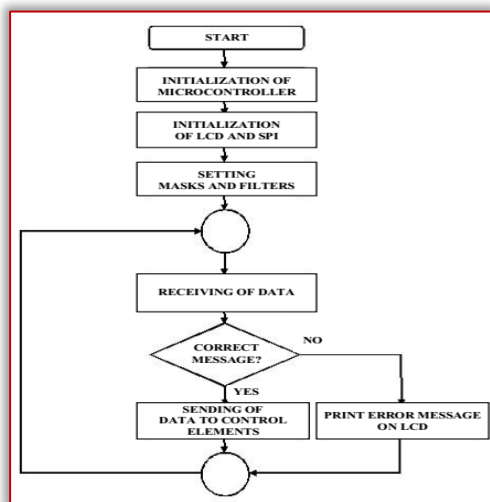 START
INITIALIZATION OF
MICROCONTROLLER
INITIALIZATION
OF LCD AND SPI
SETTING
MASKS AND FILTERS
RECEIVING OF DATA
CORRECT
MESSAGE?
NO
YES
SENDING OF
DATA TO CONTROL
ELEMENTS
PRINT ERROR MESSAGE
ON LCD